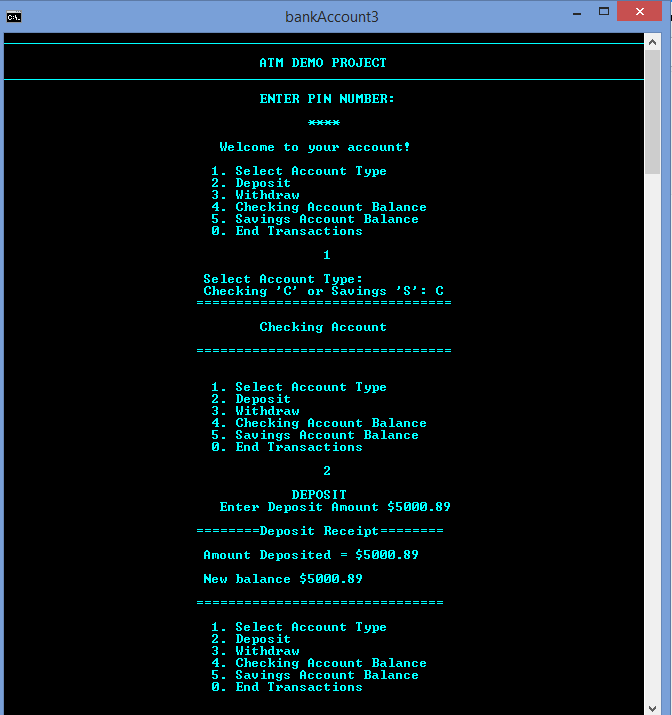 bankAccount3
ATM DEMO PROJECT
ENTER PIN NUMBER:
****
Welcome to your account!
1. Select Account Type
2. Deposit
3. Withdraw
4. Checking Account Balance
5. Savings Account Balance
0. End Transactions
1
Select Account Type:
Checking 'C' or Savings 'S': C
================================
Checking Account
================================
1. Select Account Type
2. Deposit
3. Withdraw
4. Checking Account Balance
5. Savings Account Balance
0. End Transactions
2
DEPOSIT
Enter Deposit Amount $5000.89
========Deposit Receipt========
Amount Deposited = $5000.89
New balance $5000.89
===============================
1. Select Account Type
2. Deposit
3. Withdraw
4. Checking Account Balance
5. Savings Account Balance
0. End Transactions